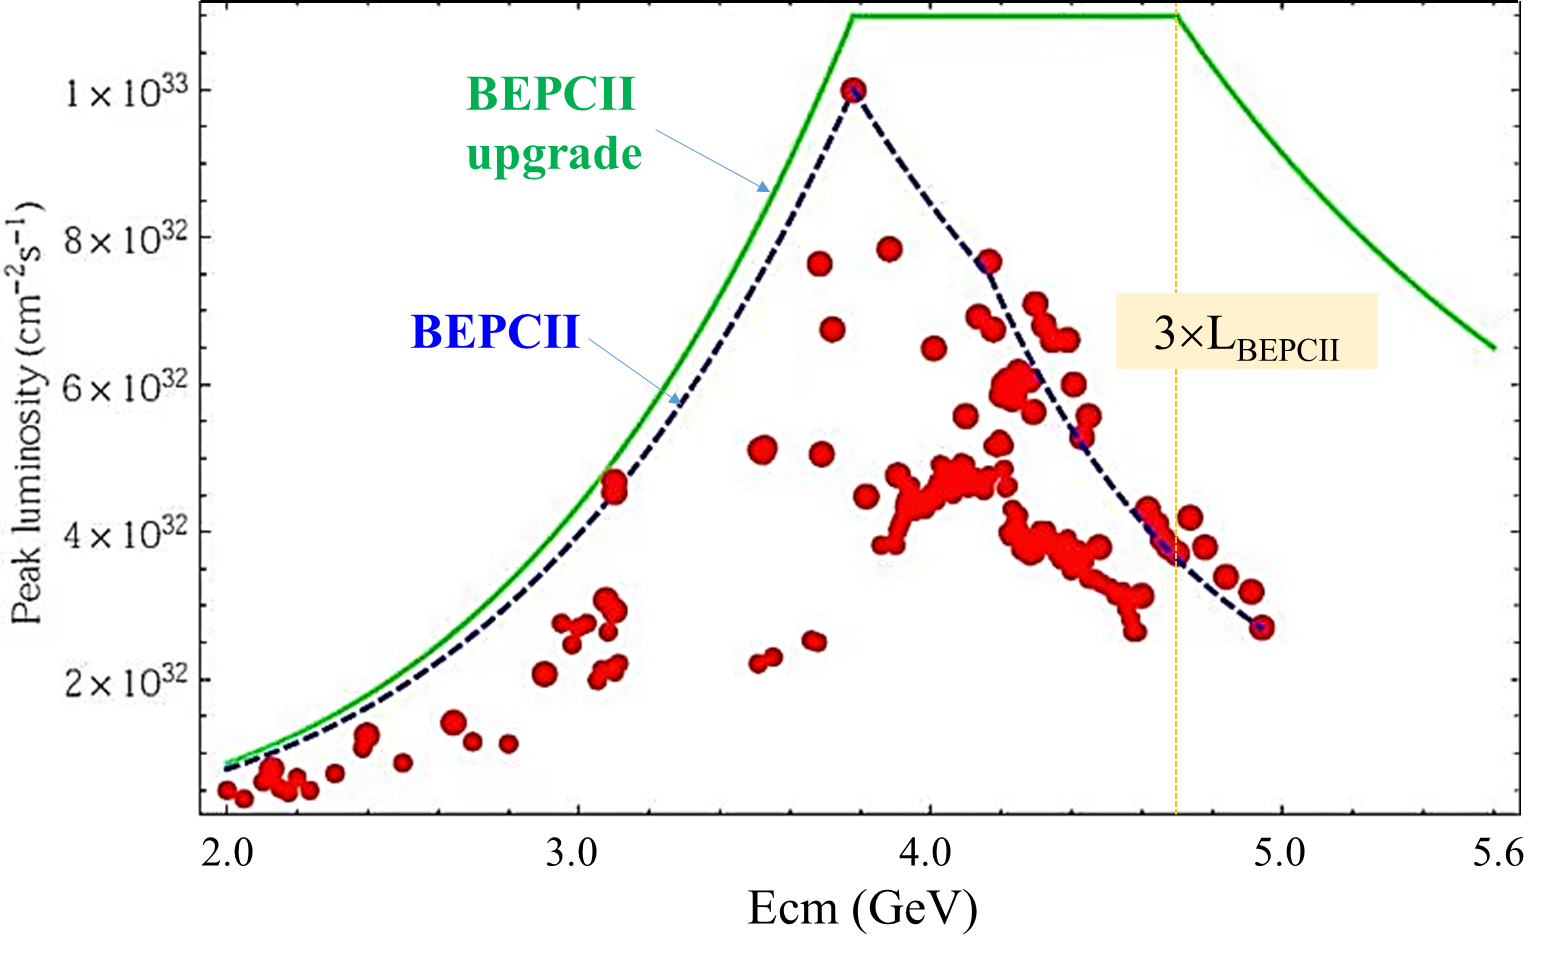 1×10³³
8×10³²
6×10³²
4×10³²
2×10³²
Peak luminosity (cm⁻²s⁻¹)
BEPCII
upgrade
BEPCII
3×L_BEPCII
2.0 3.0 4.0 5.0 5.6
Ecm (GeV)